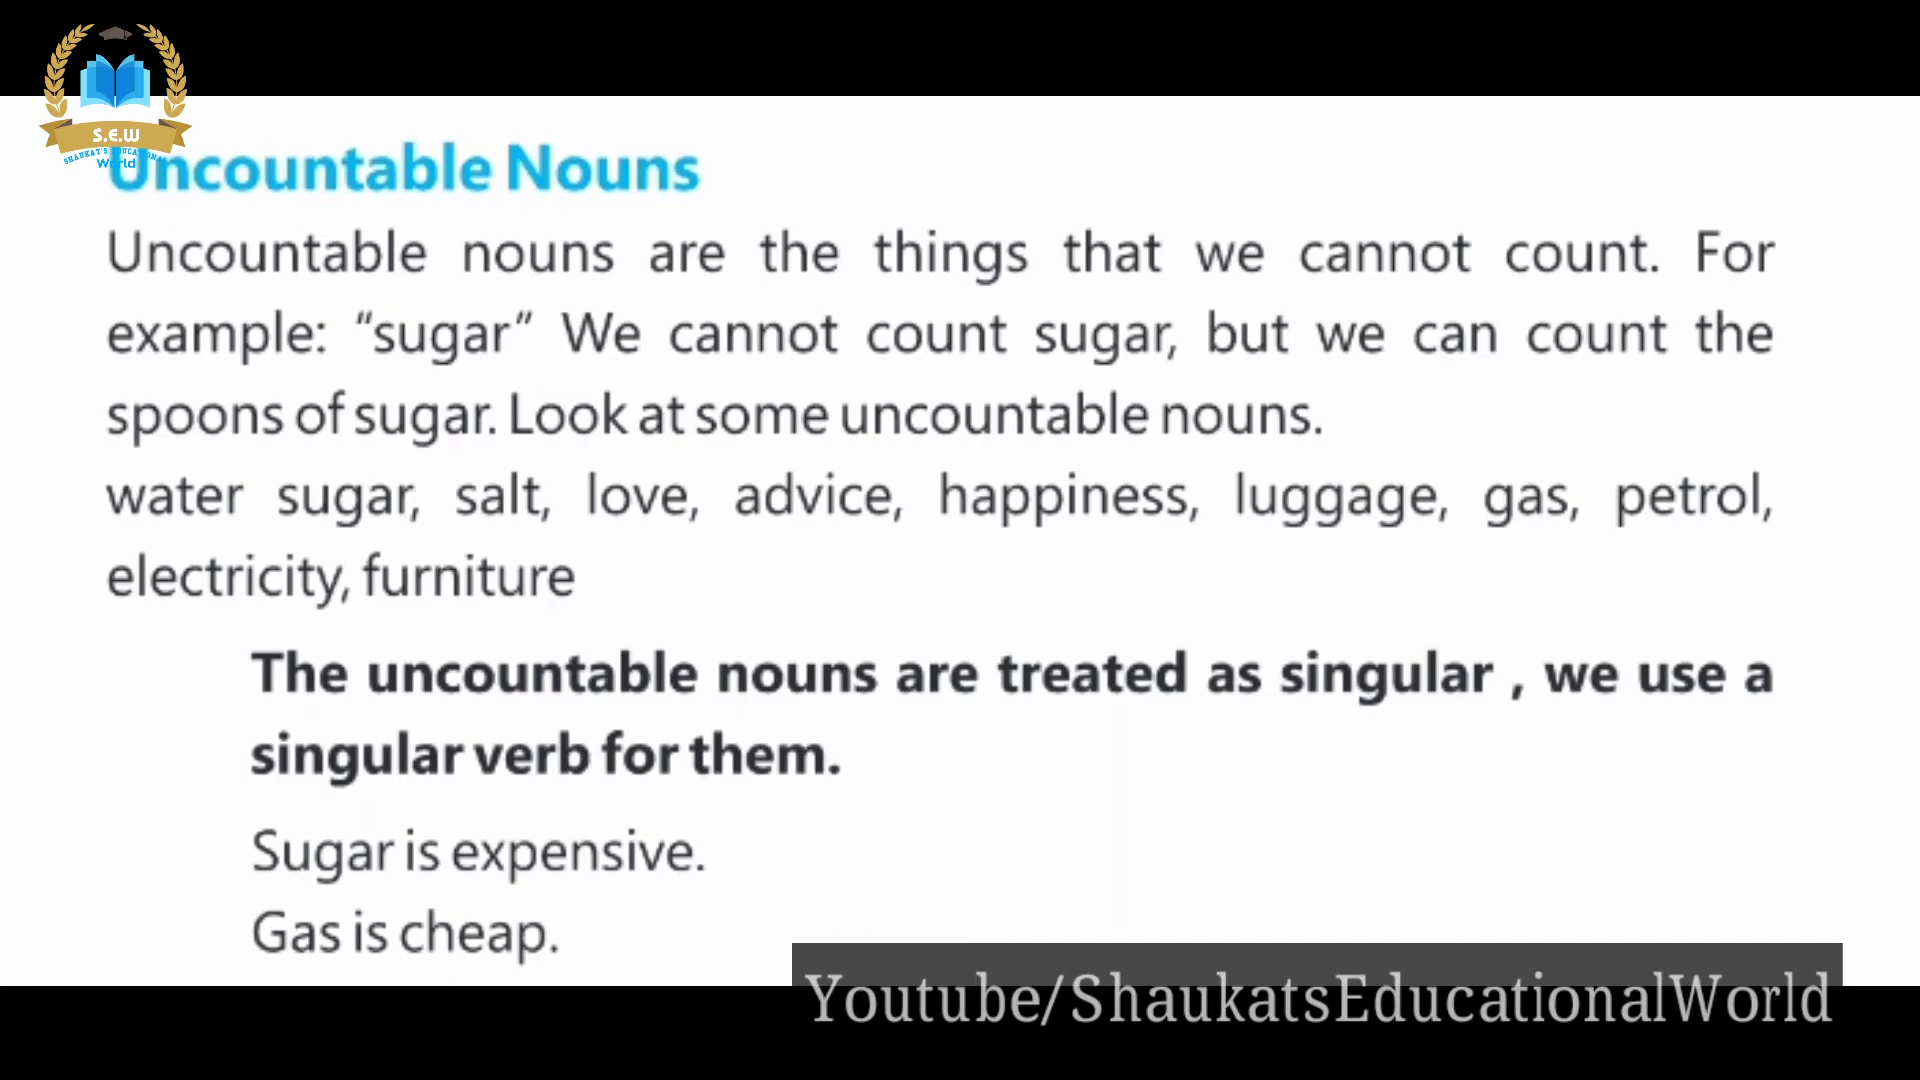 S.E.W
SHAUKAT'S EDUCATIONAL
World
Uncountable Nouns
Uncountable nouns are the things that we cannot count. For
example: “sugar” We cannot count sugar, but we can count the
spoons of sugar. Look at some uncountable nouns.
water sugar, salt, love, advice, happiness, luggage, gas, petrol,
electricity, furniture
The uncountable nouns are treated as singular , we use a
singular verb for them.
Sugar is expensive.
Gas is cheap.
Youtube/ShaukatsEducationalWorld